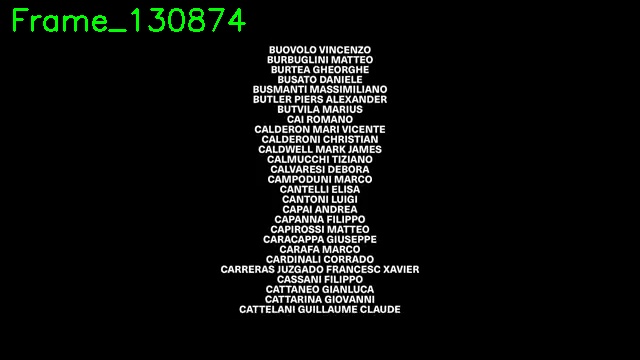 Frame_130874
BUOVOLO VINCENZO
BURBUGLINI MATTEO
BURTEA GHEORGHE
BUSATO DANIELE
BUSMANTI MASSIMILIANO
BUTLER PIERS ALEXANDER
BUTVILA MARIUS
CAI ROMANO
CALDERON MARI VICENTE
CALDERONI CHRISTIAN
CALDWELL MARK JAMES
CALMUCCHI TIZIANO
CALVARESI DEBORA
CAMPODUNI MARCO
CANTELLI ELISA
CANTONI LUIGI
CAPAI ANDREA
CAPANNA FILIPPO
CAPIROSSI MATTEO
CARACAPPA GIUSEPPE
CARAFA MARCO
CARDINALI CORRADO
CARRERAS JUZGADO FRANCESC XAVIER
CASSANI FILIPPO
CATTANEO GIANLUCA
CATTARINA GIOVANNI
CATTELANI GUILLAUME CLAUDE